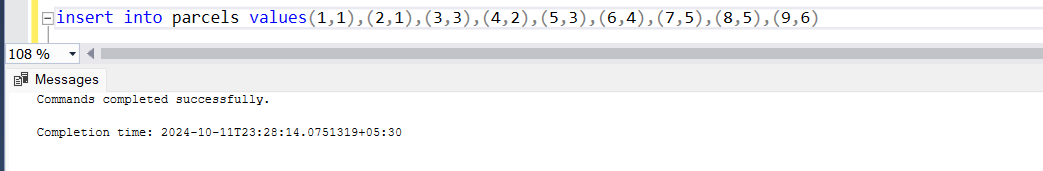 insert into parcels values(1,1),(2,1),(3,3),(4,2),(5,3),(6,4),(7,5),(8,5),(9,6)
108 %
Messages
Commands completed successfully.
Completion time: 2024-10-11T23:28:14.0751319+05:30